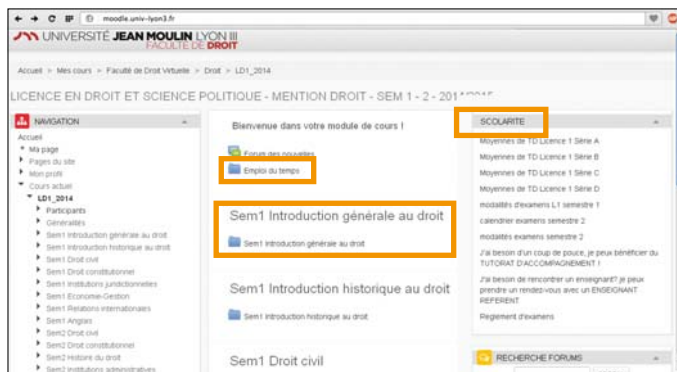 moodle.univ-lyon3.fr
UNIVERSITÉ JEAN MOULIN LYON III
FACULTÉ DE DROIT
Accueil > Mes cours > Faculté de Droit Virtuelle > Droit > LD1_2014
LICENCE EN DROIT ET SCIENCE POLITIQUE - MENTION DROIT - SEM 1 - 2 - 2014/2015
NAVIGATION
Accueil
Ma page
Pages du site
Mon profil
Cours actuel
LD1_2014
Participants
Généralités
Sem1 Introduction générale au droit
Sem1 Introduction historique au droit
Sem1 Droit civil
Sem1 Droit constitutionnel
Sem1 Institutions juridictionnelles
Sem1 Economie-Gestion
Sem1 Relations internationales
Sem1 Anglais
Sem2 Droit civil
Sem2 Droit constitutionnel
Sem2 Histoire du droit
Sem2 Institutions administratives
Bienvenue dans votre module de cours !
Forum des nouvelles
Emploi du temps
Sem1 Introduction générale au droit
Sem1 introduction générale au droit
Sem1 Introduction historique au droit
Sem1 Introduction historique au droit
Sem1 Droit civil
SCOLARITE
Moyennes de TD Licence 1 Série A
Moyennes de TD Licence 1 Série B
Moyennes de TD Licence 1 Série C
Moyennes de TD Licence 1 Série D
modalités d'examens L1 semestre 1
calendrier examens semestre 2
modalités examens semestre 2
J'ai besoin d'un coup de pouce, je peux bénéficier du
TUTORAT D'ACCOMPAGNEMENT !
J'ai besoin de rencontrer un enseignant? je peux
prendre un rendez-vous avec un ENSEIGNANT
REFERENT
Reglement d'examens
RECHERCHE FORUMS